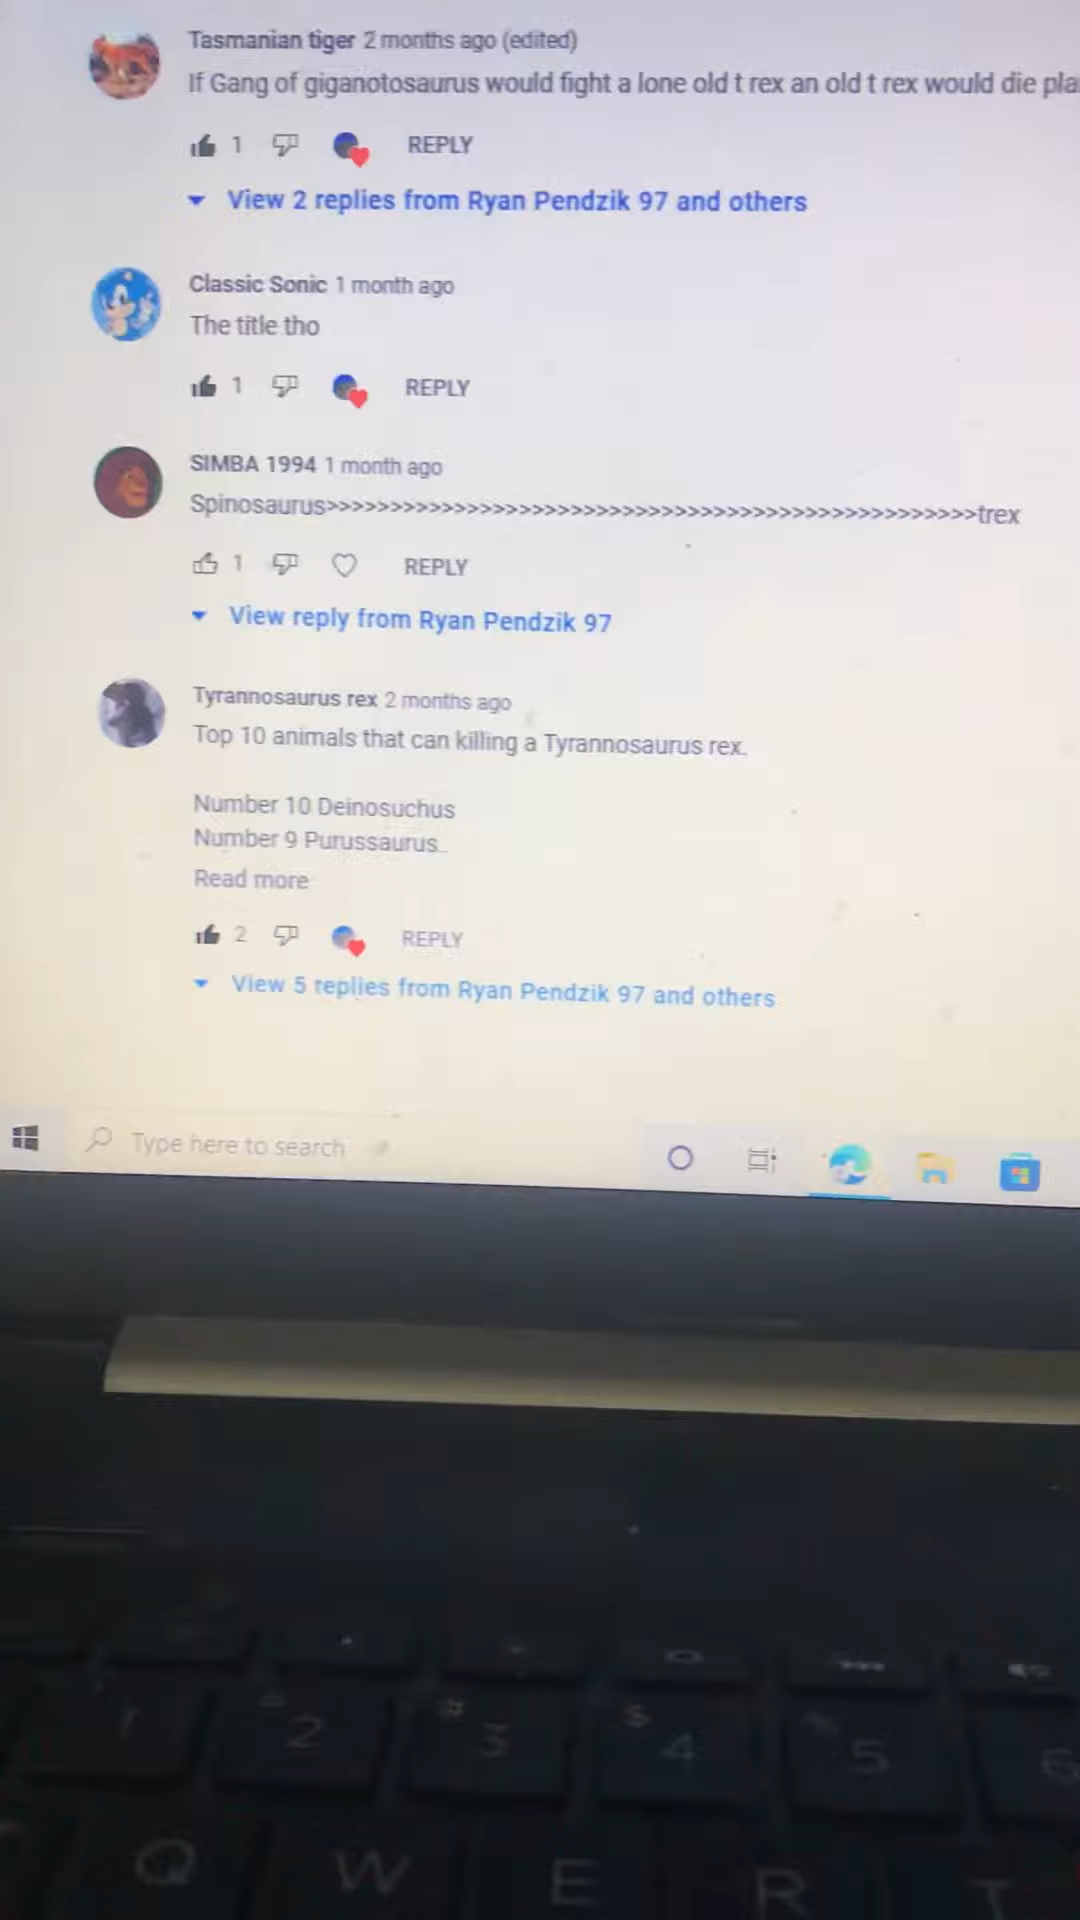 Tasmanian tiger 2 months ago (edited)
If Gang of giganotosaurus would fight a lone old t rex an old t rex would die pla
1 REPLY
View 2 replies from Ryan Pendzik 97 and others
Classic Sonic 1 month ago
The title tho
1 REPLY
SIMBA 1994 1 month ago
Spinosaurus>>>>>>>>>>>>>>>>>>>>>>>>>>>>>>>>>>>>>>>>>>>>>>>>>>>trex
1 REPLY
View reply from Ryan Pendzik 97
Tyrannosaurus rex 2 months ago
Top 10 animals that can killing a Tyrannosaurus rex.
Number 10 Deinosuchus
Number 9 Purussaurus
Read more
2 REPLY
View 5 replies from Ryan Pendzik 97 and others
Type here to search
# $
2 3 4 5 6
Q W E R T